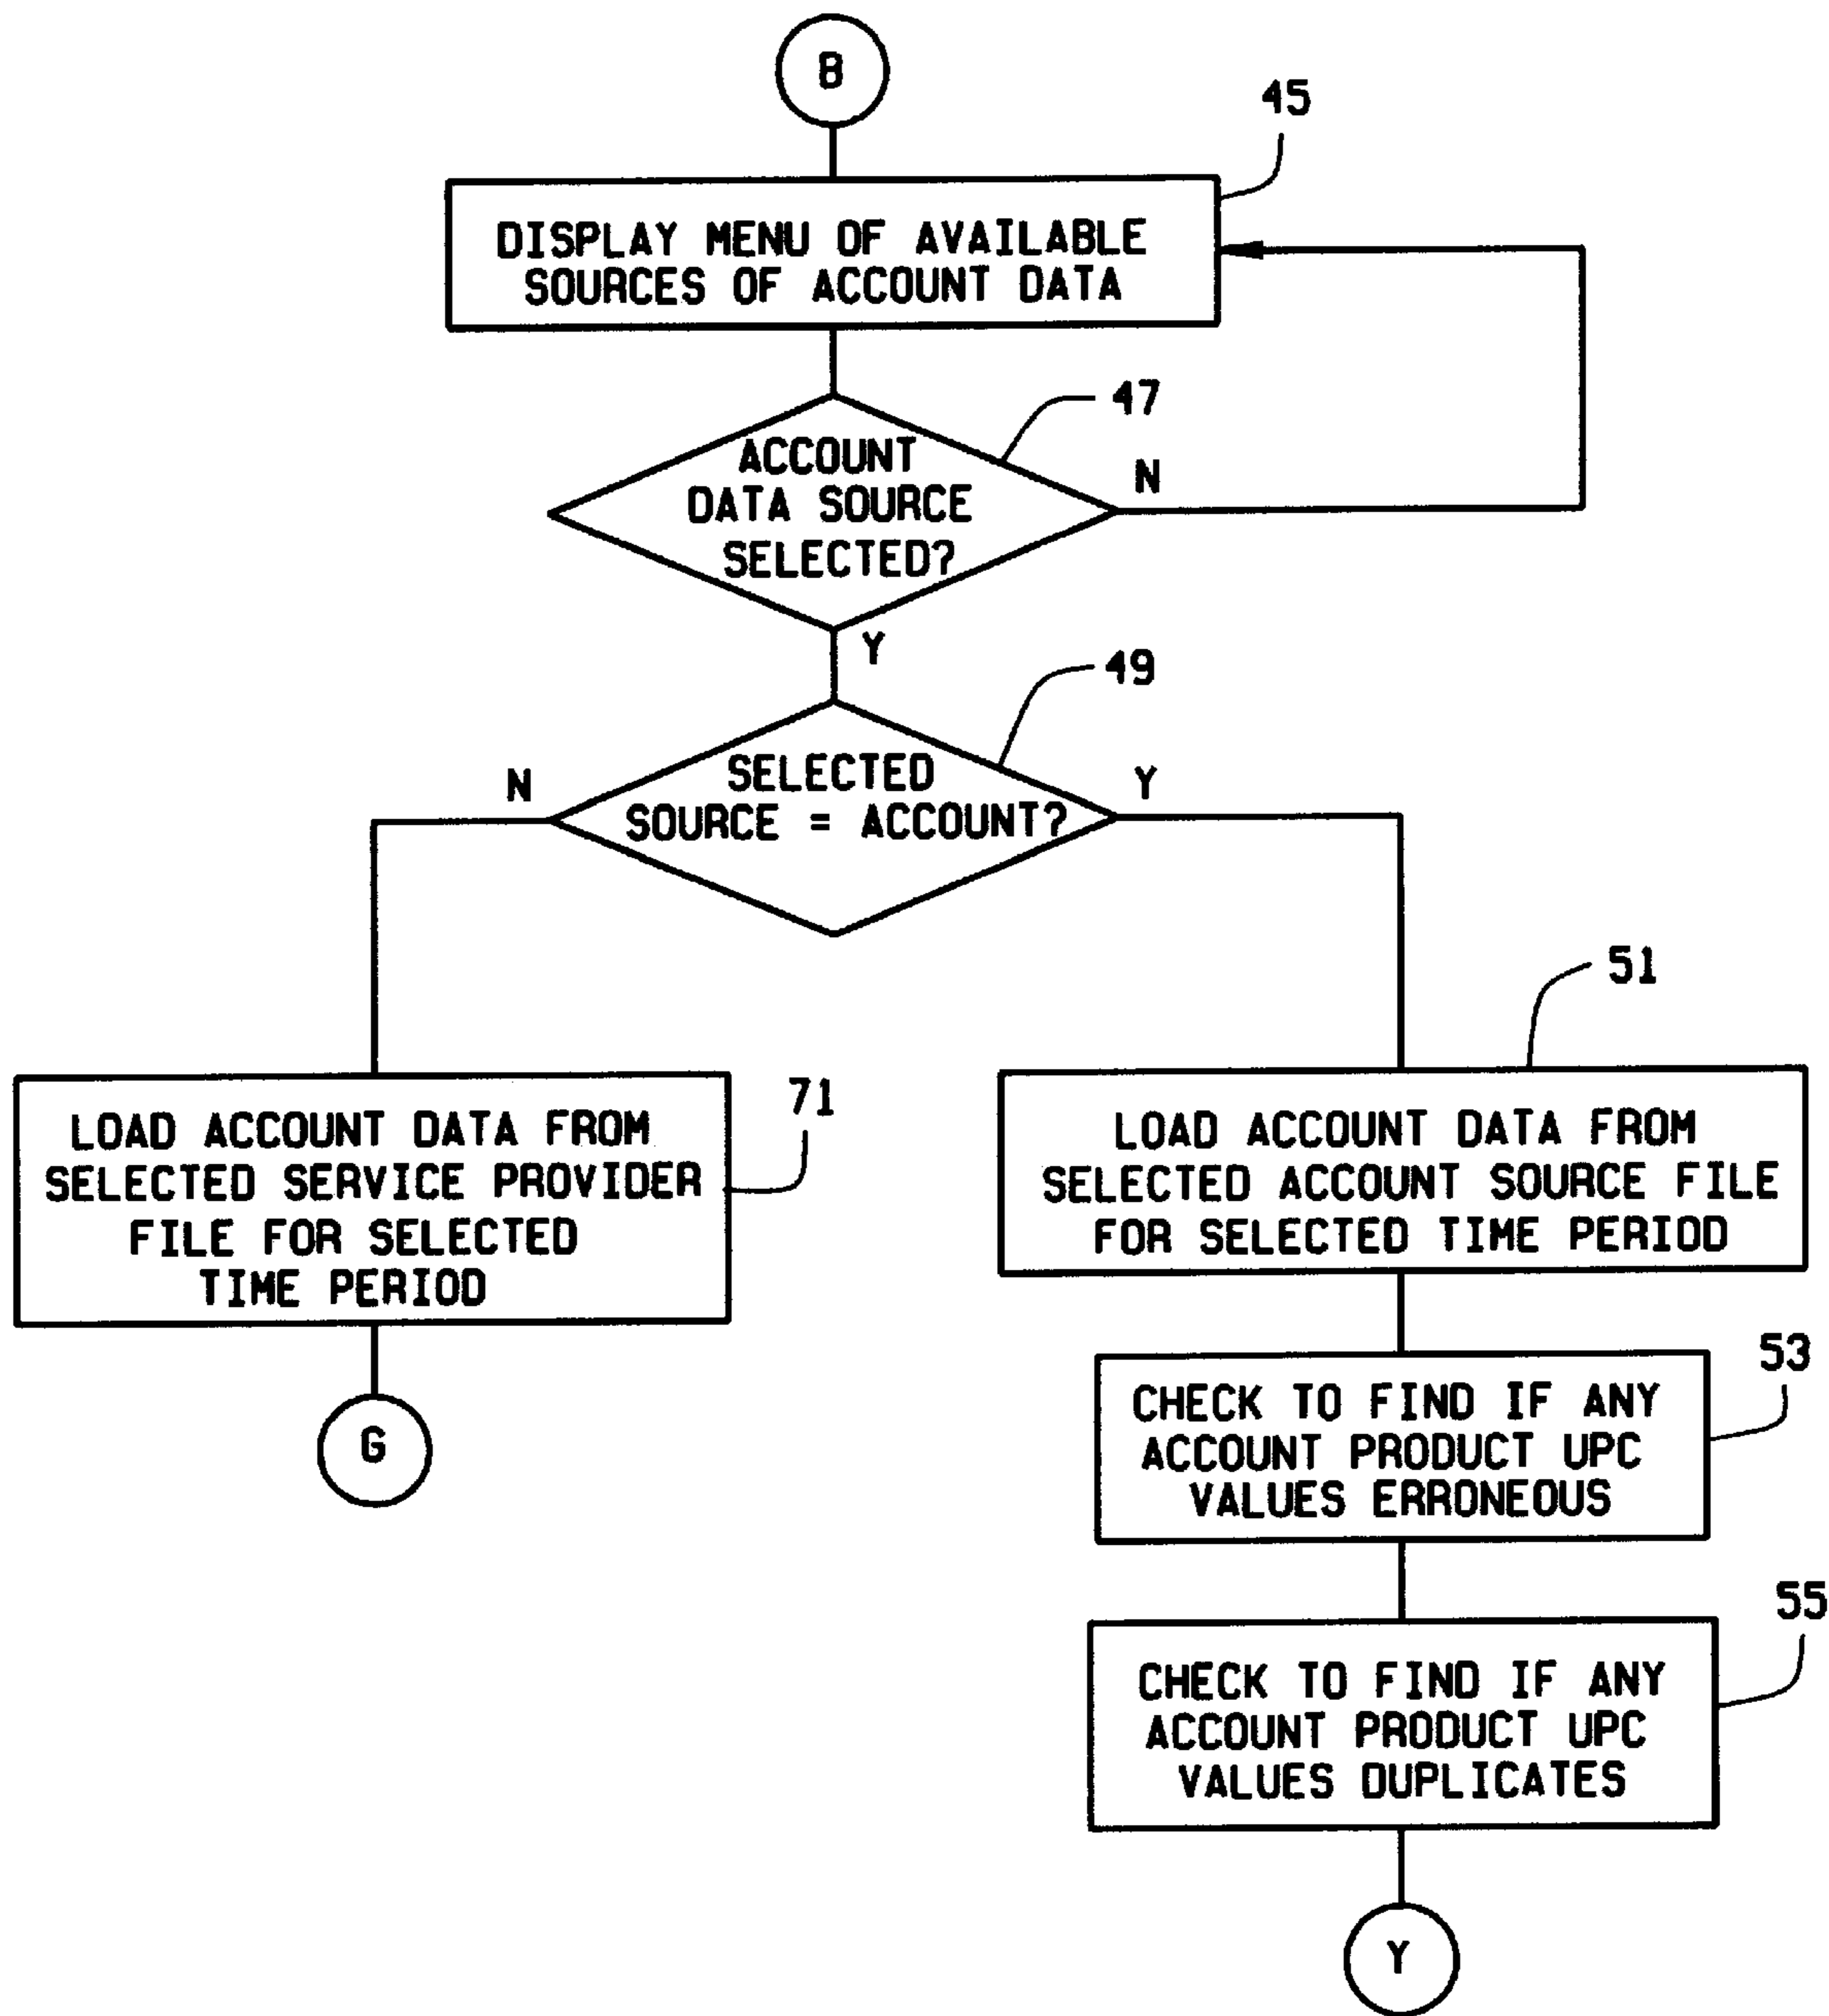 B
45
DISPLAY MENU OF AVAILABLE
SOURCES OF ACCOUNT DATA
47
ACCOUNT
DATA SOURCE
SELECTED?
N
Y
49
SELECTED
SOURCE = ACCOUNT?
N
Y
51
71
LOAD ACCOUNT DATA FROM
SELECTED SERVICE PROVIDER
FILE FOR SELECTED
TIME PERIOD
G
LOAD ACCOUNT DATA FROM
SELECTED ACCOUNT SOURCE FILE
FOR SELECTED TIME PERIOD
53
CHECK TO FIND IF ANY
ACCOUNT PRODUCT UPC
VALUES ERRONEOUS
55
CHECK TO FIND IF ANY
ACCOUNT PRODUCT UPC
VALUES DUPLICATES
Y